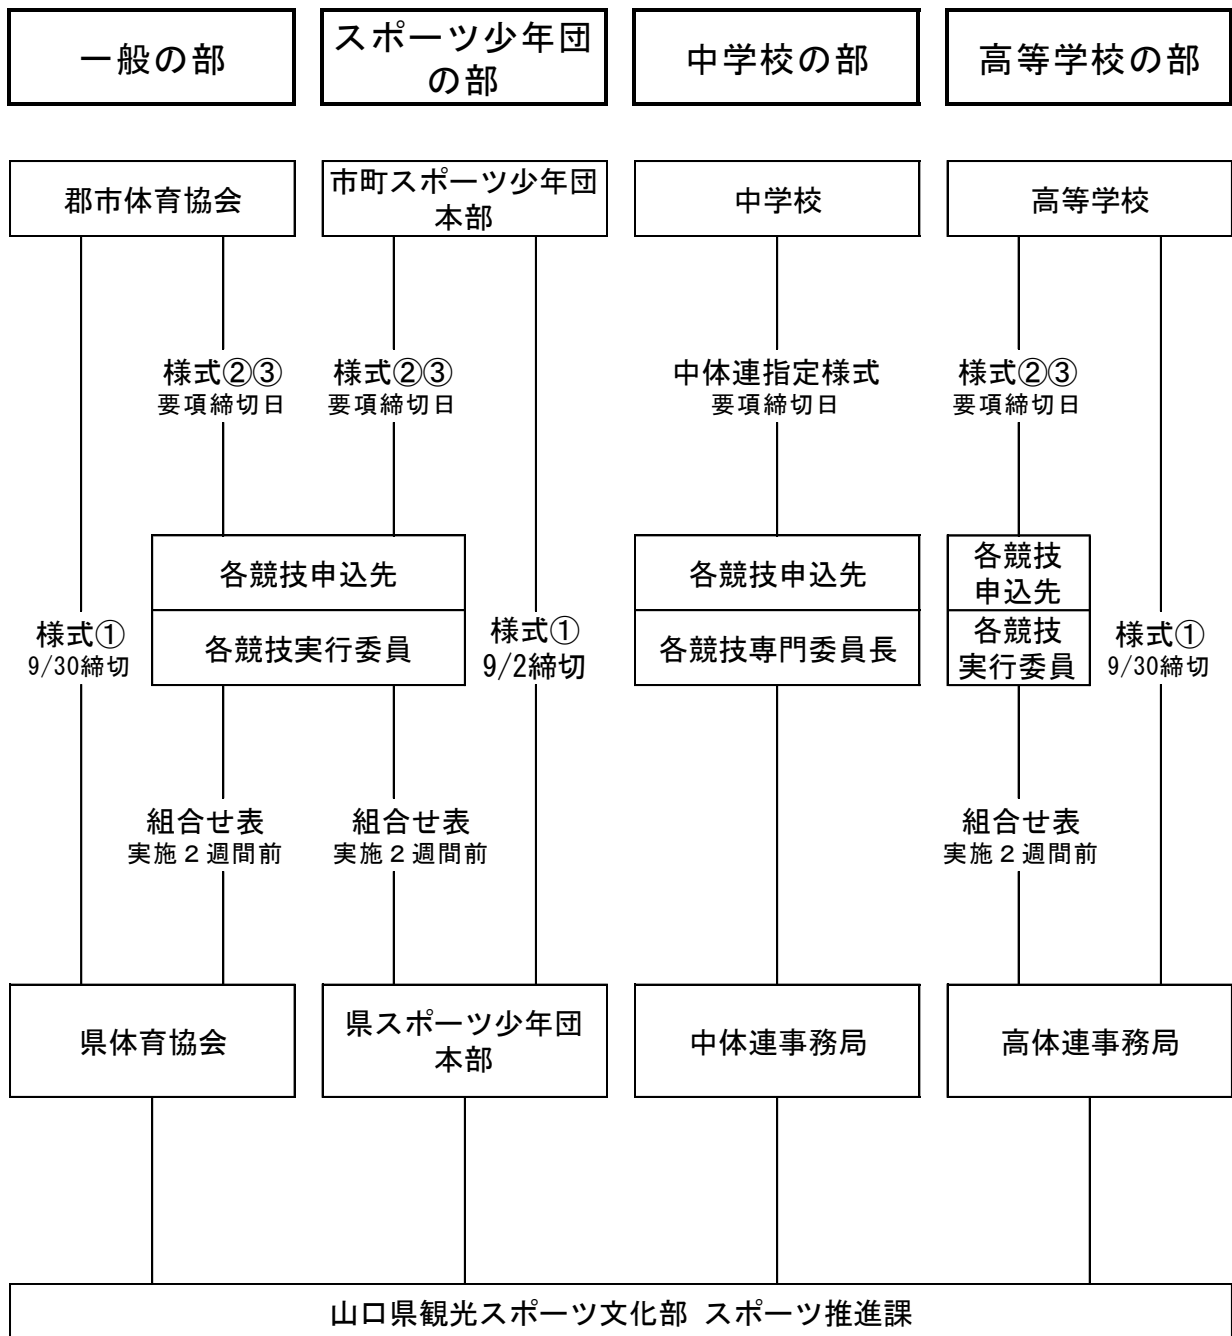 一般の部
スポーツ少年団
の部
中学校の部
高等学校の部
郡市体育協会
市町スポーツ少年団
本部
中学校
高等学校
様式②③
要項締切日
様式②③
要項締切日
中体連指定様式
要項締切日
様式②③
要項締切日
各競技申込先
各競技実行委員
各競技申込先
各競技専門委員長
各競技
申込先
各競技
実行委員
様式①
9/30締切
様式①
9/2締切
様式①
9/30締切
組合せ表
実施2週間前
組合せ表
実施2週間前
組合せ表
実施2週間前
県体育協会
県スポーツ少年団
本部
中体連事務局
高体連事務局
山口県観光スポーツ文化部 スポーツ推進課